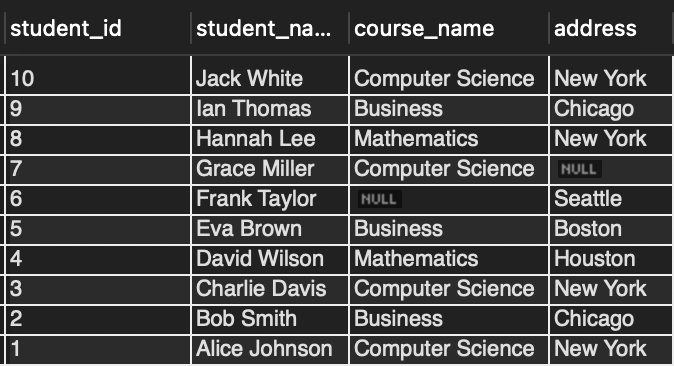 student_id student_na... course_name address
10 Jack White Computer Science New York
9 Ian Thomas Business Chicago
8 Hannah Lee Mathematics New York
7 Grace Miller Computer Science NULL
6 Frank Taylor NULL Seattle
5 Eva Brown Business Boston
4 David Wilson Mathematics Houston
3 Charlie Davis Computer Science New York
2 Bob Smith Business Chicago
1 Alice Johnson Computer Science New York